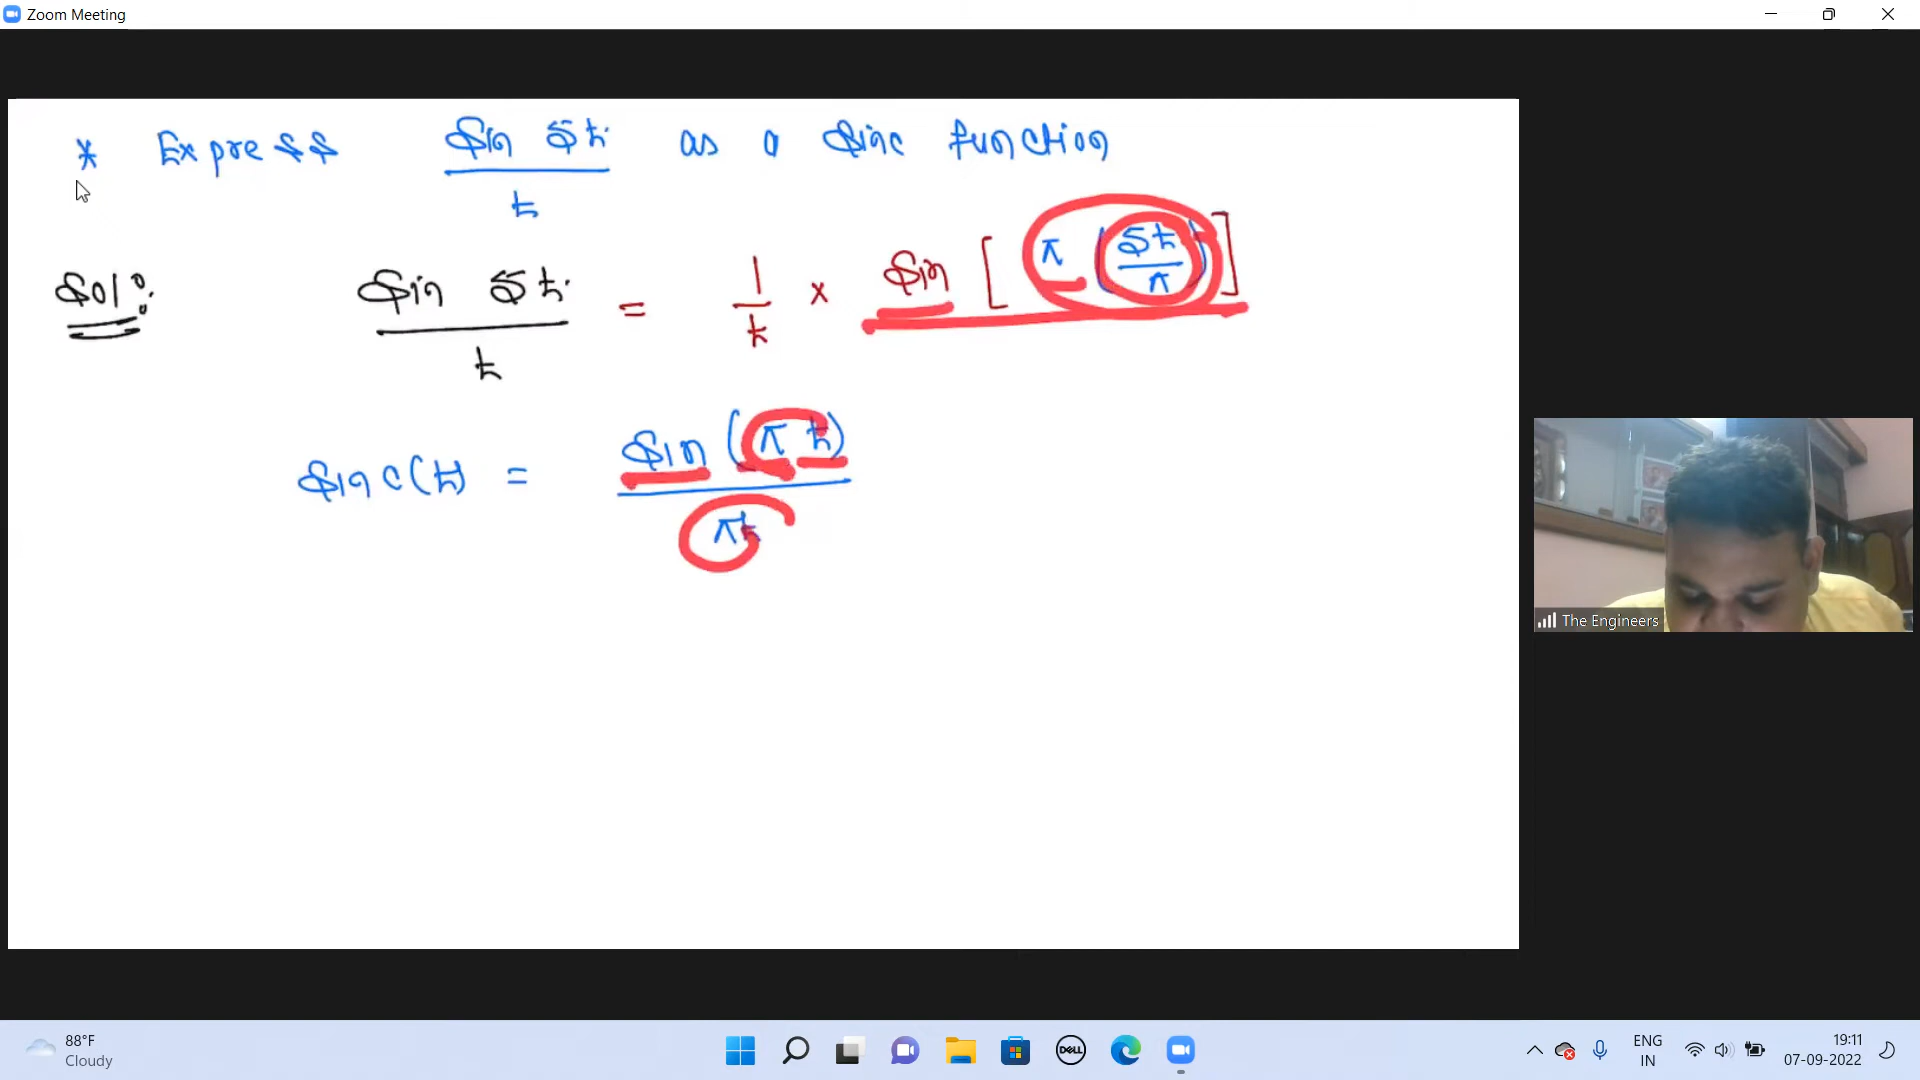 Zoom Meeting
* Express sin 5t / t as a sinc function
Sol: sin 5t / t = 1/t × sin [ π ( 5t/π ) ]
sinc(t) = sin (π t) / πt
The Engineers
88°F
Cloudy
DELL
ENG
IN
19:11
07-09-2022